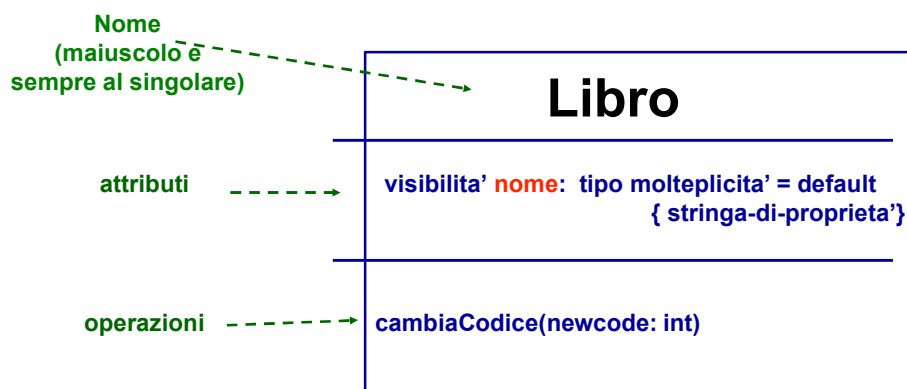 Nome
(maiuscolo e
sempre al singolare)
Libro
attributi
visibilita' nome: tipo molteplicita' = default
{ stringa-di-proprieta'}
operazioni
cambiaCodice(newcode: int)